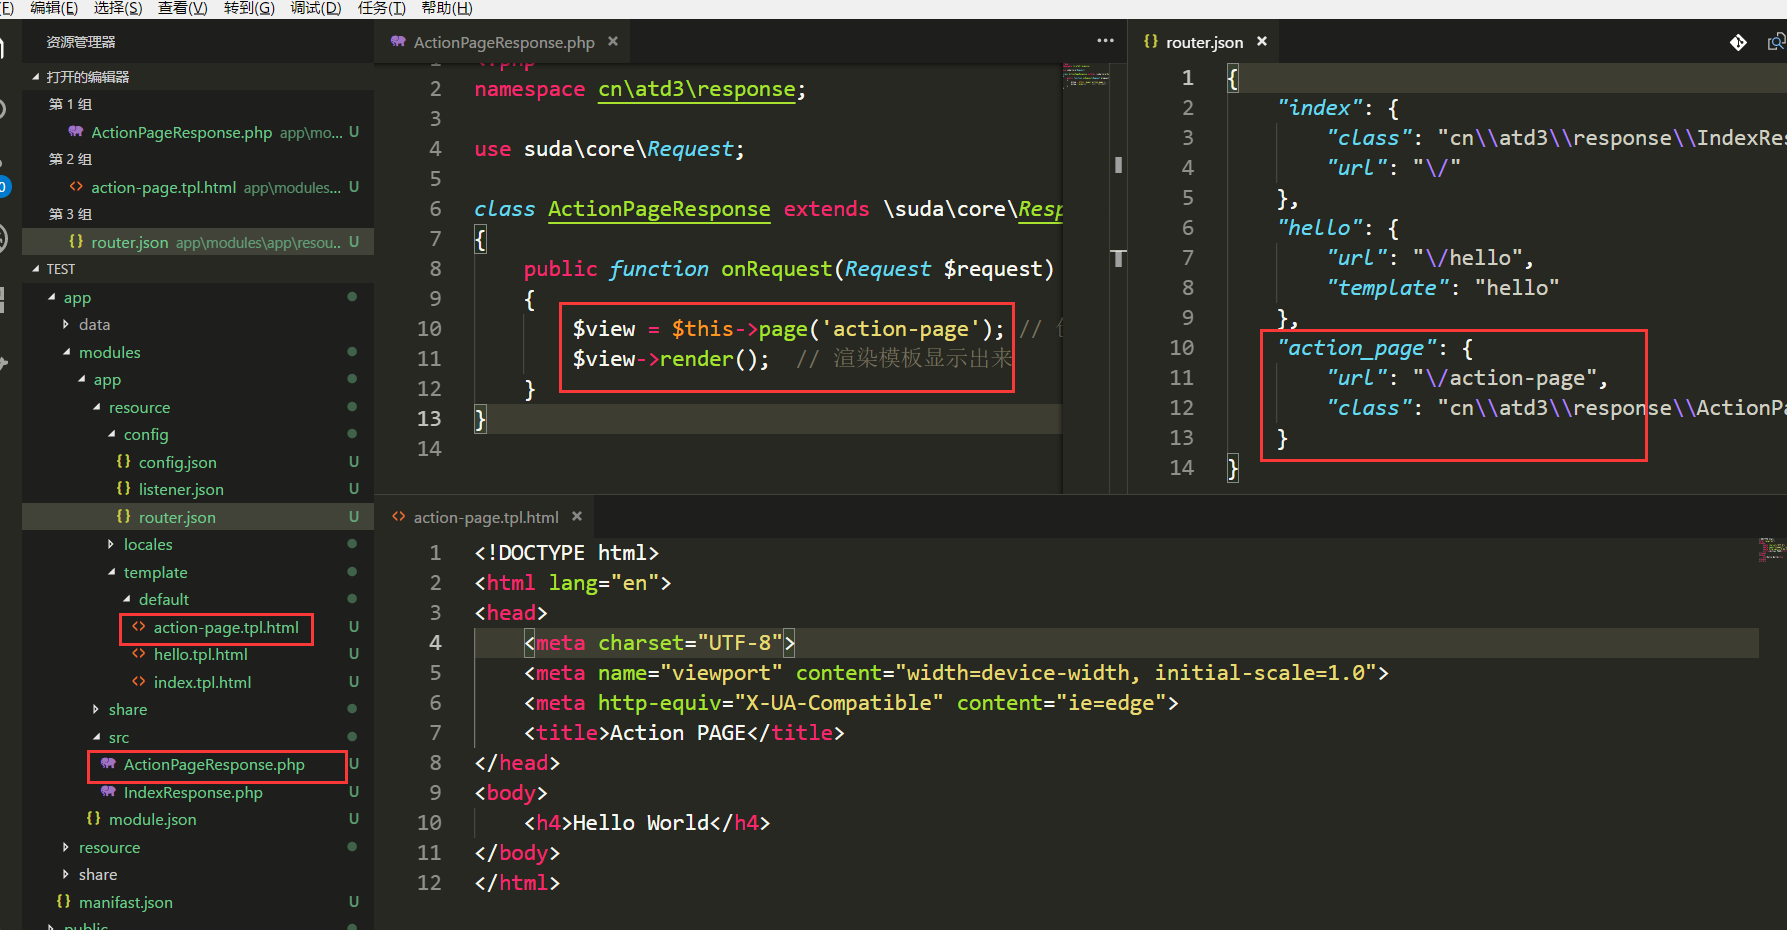 编辑(E) 选择(S) 查看(V) 转到(G) 调试(D) 任务(T) 帮助(H)
资源管理器
打开的编辑器
第 1 组
ActionPageResponse.php app\mo... U
第 2 组
action-page.tpl.html app\modules... U
第 3 组
router.json app\modules\app\resou... U
TEST
app
data
modules
app
resource
config
config.json U
listener.json U
router.json U
locales
template
default
action-page.tpl.html U
hello.tpl.html U
index.tpl.html U
share
src
ActionPageResponse.php U
IndexResponse.php U
module.json U
resource
share
manifast.json U
public
ActionPageResponse.php
1 <?php
2 namespace cn\atd3\response;
3
4 use suda\core\Request;
5
6 class ActionPageResponse extends \suda\core\Resp
7 {
8 public function onRequest(Request $request)
9 {
10 $view = $this->page('action-page'); //
11 $view->render(); // 渲染模板显示出来
12 }
13 }
14
router.json
1 {
2 "index": {
3 "class": "cn\\atd3\\response\\IndexRes
4 "url": "\/"
5 },
6 "hello": {
7 "url": "\/hello",
8 "template": "hello"
9 },
10 "action_page": {
11 "url": "\/action-page",
12 "class": "cn\\atd3\\response\\ActionPa
13 }
14 }
action-page.tpl.html
1 <!DOCTYPE html>
2 <html lang="en">
3 <head>
4 <meta charset="UTF-8">
5 <meta name="viewport" content="width=device-width, initial-scale=1.0">
6 <meta http-equiv="X-UA-Compatible" content="ie=edge">
7 <title>Action PAGE</title>
8 </head>
9 <body>
10 <h4>Hello World</h4>
11 </body>
12 </html>